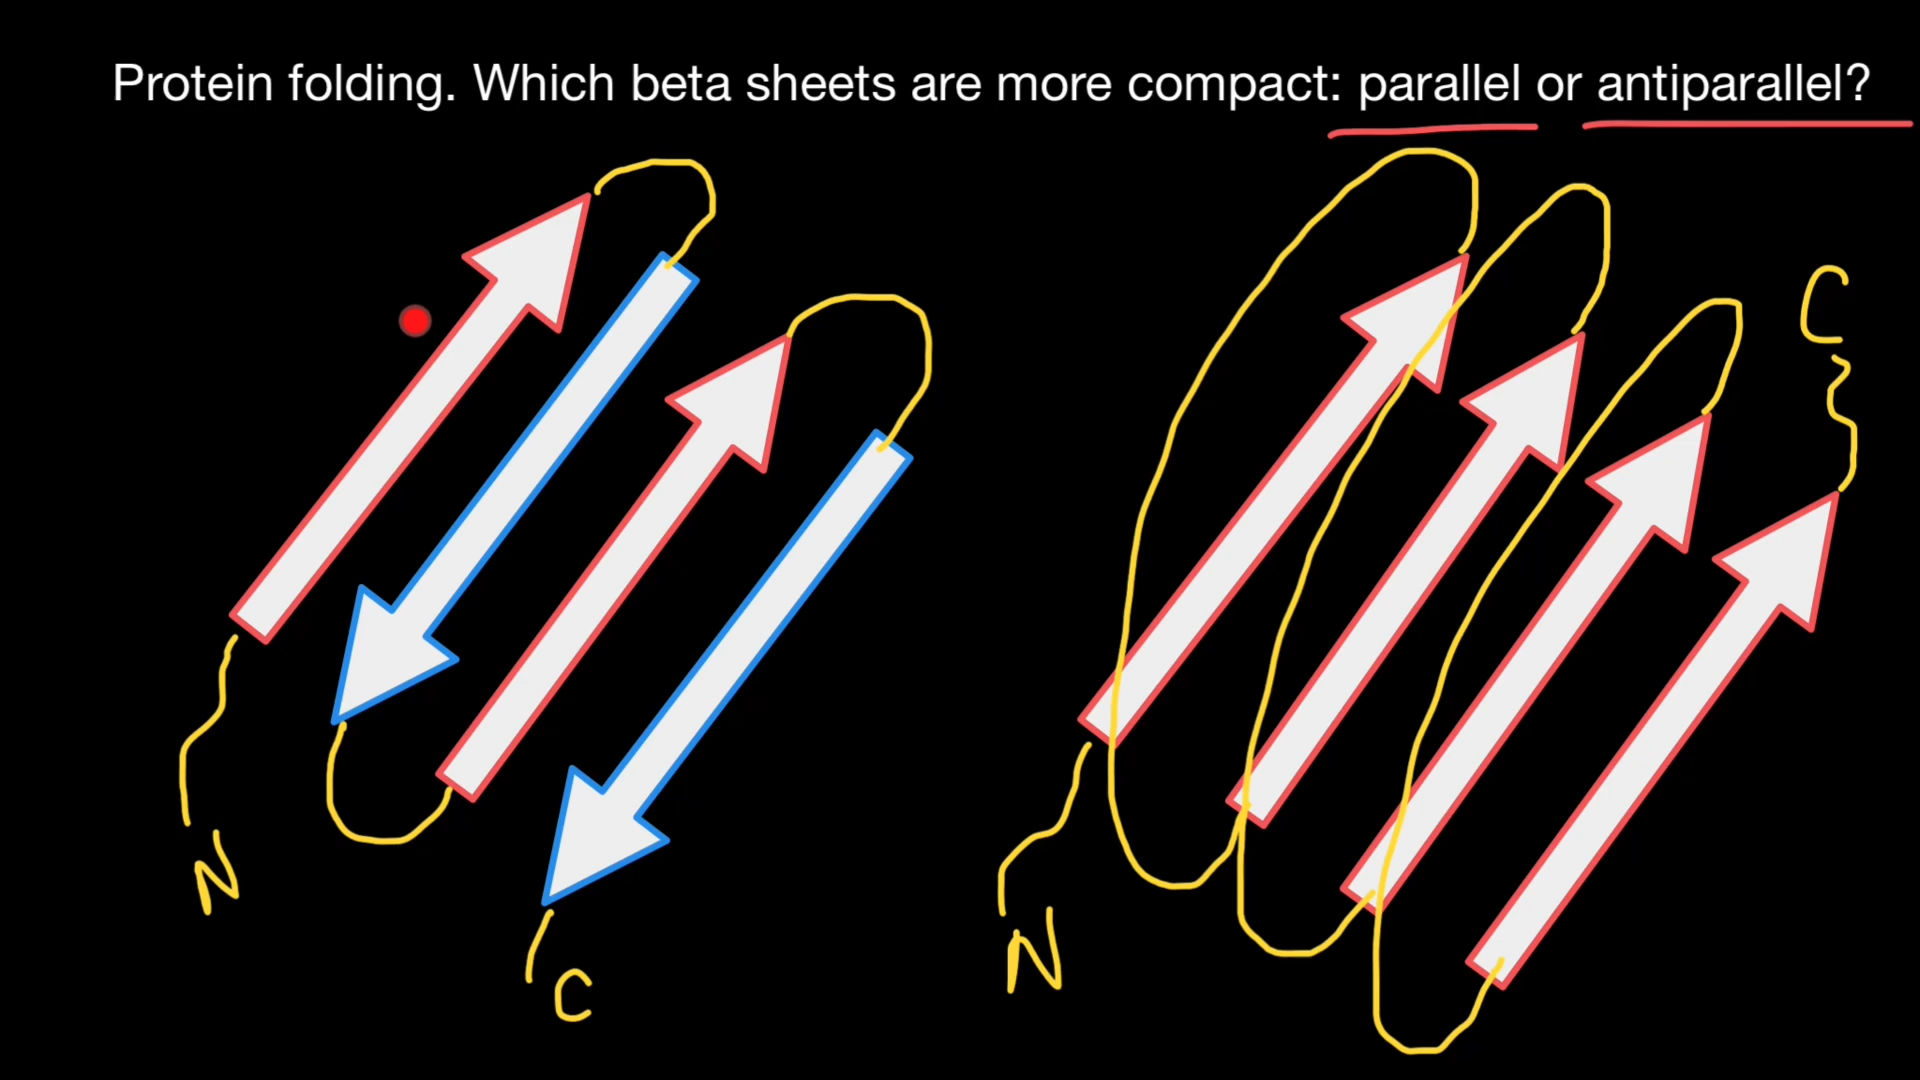 Protein folding. Which beta sheets are more compact: parallel or antiparallel?
C
N
C
N